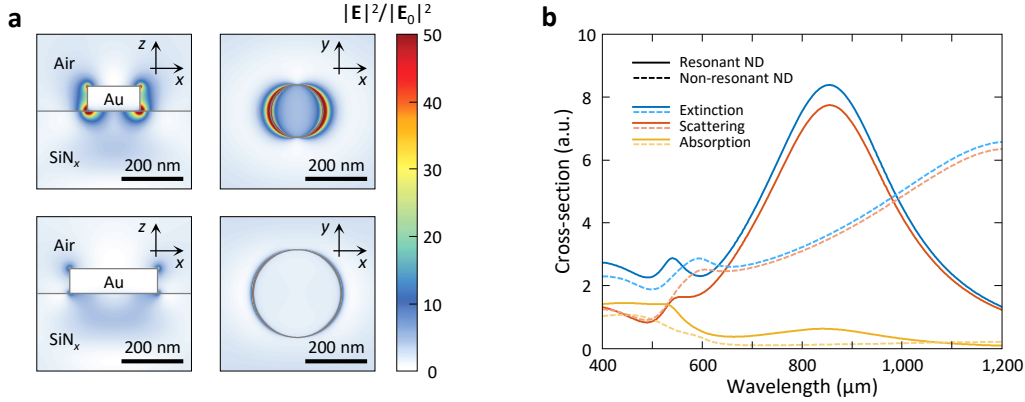 a
|E|²/|E₀|²
z
x
Air
Au
SiNₓ
200 nm
y
x
200 nm
z
x
Air
Au
SiNₓ
200 nm
y
x
200 nm
50
40
30
20
10
0
b
Cross-section (a.u.)
10
8
6
4
2
0
Resonant ND
Non-resonant ND
Extinction
Scattering
Absorption
400 600 800 1,000 1,200
Wavelength (μm)